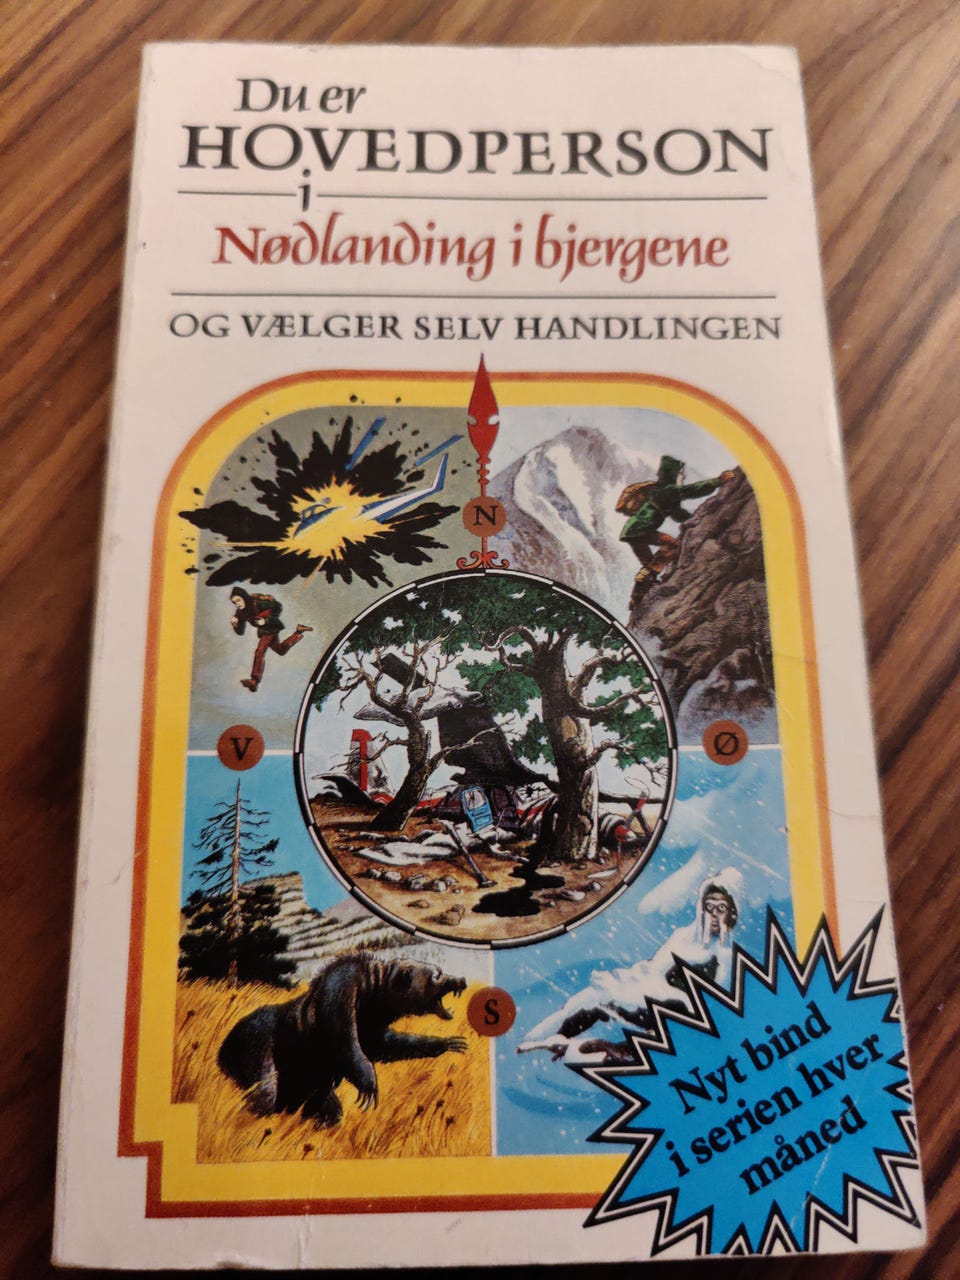 Du er
HOVEDPERSON
i
Nødlanding i bjergene
OG VÆLGER SELV HANDLINGEN
N
V
Ø
S
Nyt bind
i serien hver
måned